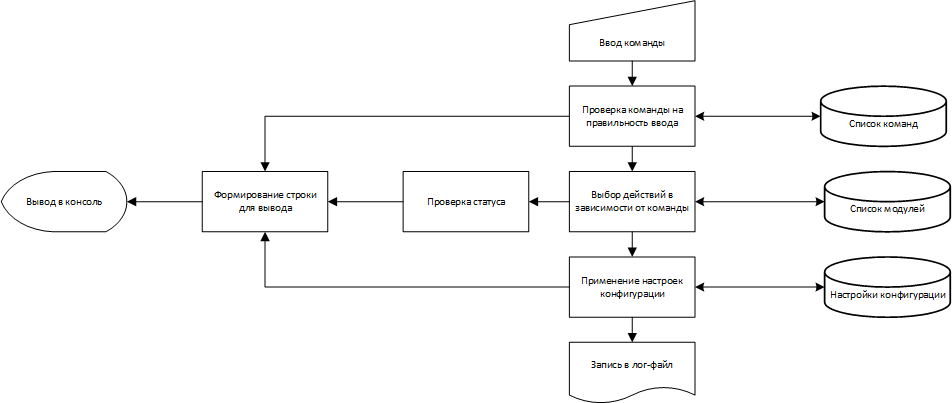 Ввод команды
Проверка команды на
правильность ввода
Список команд
Вывод в консоль
Формирование строки
для вывода
Проверка статуса
Выбор действий в
зависимости от команды
Список модулей
Применение настроек
конфигурации
Настройки конфигурации
Запись в лог-файл